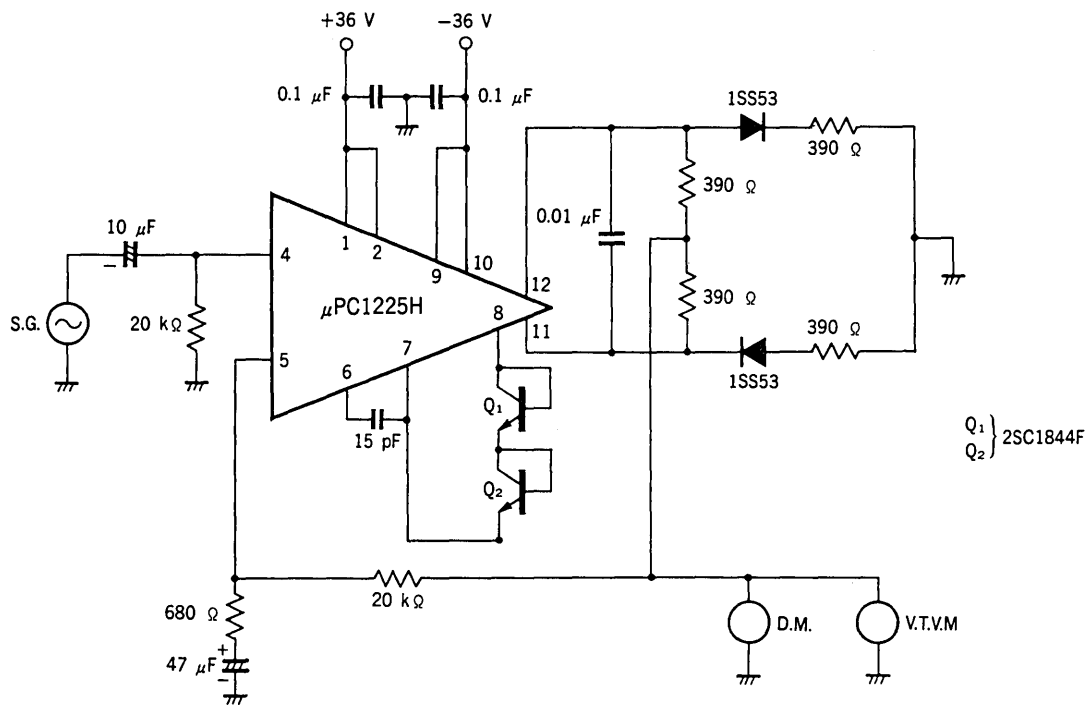 +36 V
−36 V
0.1 μF
0.1 μF
1SS53
390 Ω
390 Ω
10 μF
−
4
1
2
9
10
12
0.01 μF
S.G.
20 kΩ
μPC1225H
8
11
390 Ω
390 Ω
5
7
1SS53
6
15 pF
Q₁
Q₂
Q₁
Q₂ } 2SC1844F
20 kΩ
680 Ω
D.M.
V.T.V.M
+
47 μF
−